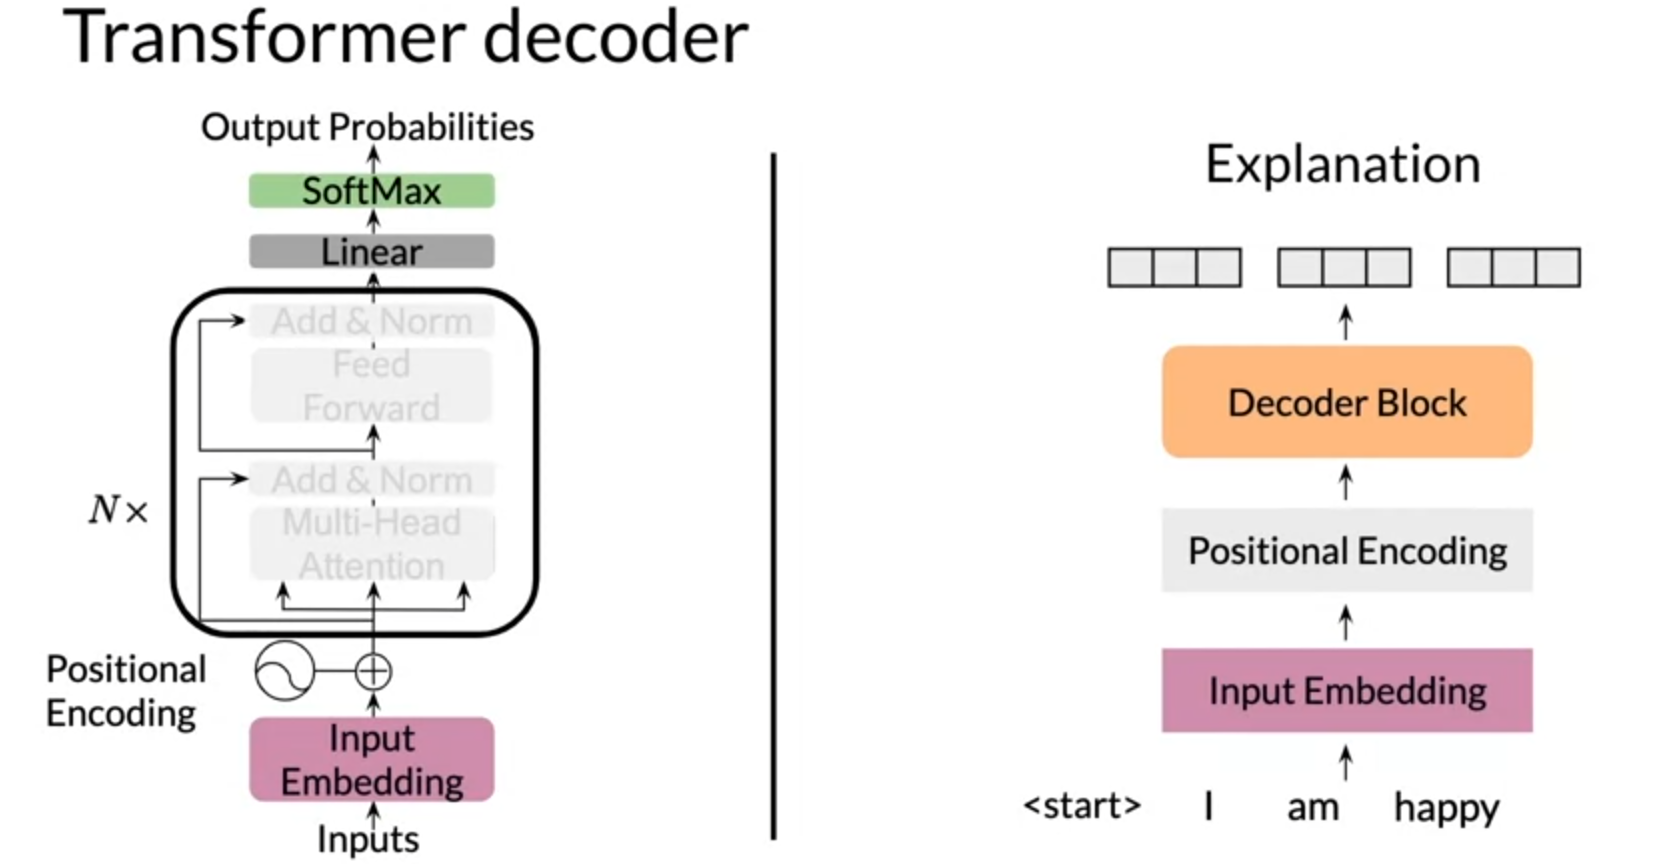 Transformer decoder
Output Probabilities
SoftMax
Linear
Add & Norm
Feed
Forward
Add & Norm
Multi-Head
Attention
N×
Positional
Encoding
Input
Embedding
Inputs
Explanation
Decoder Block
Positional Encoding
Input Embedding
<start> I am happy